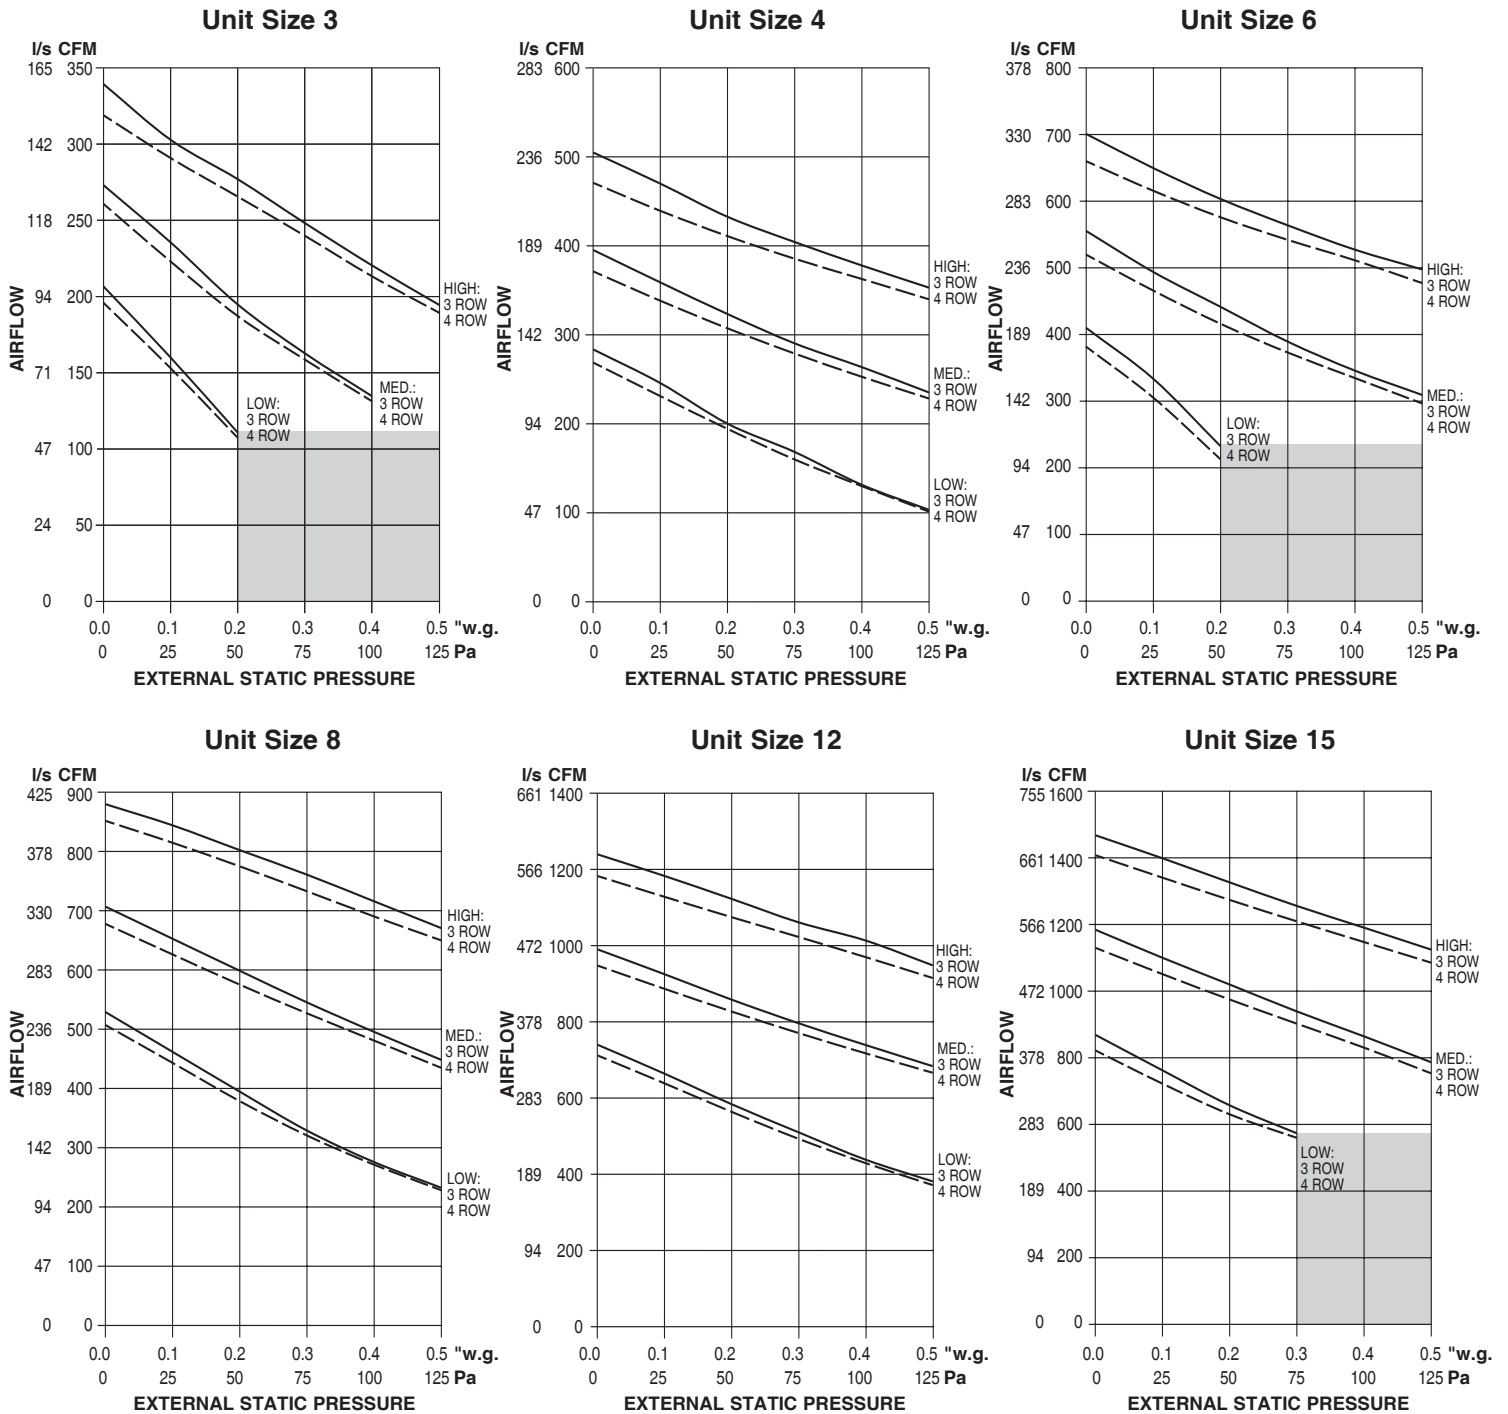 Unit Size 3
l/s CFM
165 350
142 300
118 250
94 200
71 150
47 100
24 50
0 0
AIRFLOW
HIGH:
3 ROW
4 ROW
MED.:
3 ROW
4 ROW
LOW:
3 ROW
4 ROW
0.0 0.1 0.2 0.3 0.4 0.5 "w.g.
0 25 50 75 100 125 Pa
EXTERNAL STATIC PRESSURE
Unit Size 4
l/s CFM
283 600
236 500
189 400
142 300
94 200
47 100
0 0
AIRFLOW
HIGH:
3 ROW
4 ROW
MED.:
3 ROW
4 ROW
LOW:
3 ROW
4 ROW
0.0 0.1 0.2 0.3 0.4 0.5 "w.g.
0 25 50 75 100 125 Pa
EXTERNAL STATIC PRESSURE
Unit Size 6
l/s CFM
378 800
330 700
283 600
236 500
189 400
142 300
94 200
47 100
0 0
AIRFLOW
HIGH:
3 ROW
4 ROW
MED.:
3 ROW
4 ROW
LOW:
3 ROW
4 ROW
0.0 0.1 0.2 0.3 0.4 0.5 "w.g.
0 25 50 75 100 125 Pa
EXTERNAL STATIC PRESSURE
Unit Size 8
l/s CFM
425 900
378 800
330 700
283 600
236 500
189 400
142 300
94 200
47 100
0 0
AIRFLOW
HIGH:
3 ROW
4 ROW
MED.:
3 ROW
4 ROW
LOW:
3 ROW
4 ROW
0.0 0.1 0.2 0.3 0.4 0.5 "w.g.
0 25 50 75 100 125 Pa
EXTERNAL STATIC PRESSURE
Unit Size 12
l/s CFM
661 1400
566 1200
472 1000
378 800
283 600
189 400
94 200
0 0
AIRFLOW
HIGH:
3 ROW
4 ROW
MED.:
3 ROW
4 ROW
LOW:
3 ROW
4 ROW
0.0 0.1 0.2 0.3 0.4 0.5 "w.g.
0 25 50 75 100 125 Pa
EXTERNAL STATIC PRESSURE
Unit Size 15
l/s CFM
755 1600
661 1400
566 1200
472 1000
378 800
283 600
189 400
94 200
0 0
AIRFLOW
HIGH:
3 ROW
4 ROW
MED.:
3 ROW
4 ROW
LOW:
3 ROW
4 ROW
0.0 0.1 0.2 0.3 0.4 0.5 "w.g.
0 25 50 75 100 125 Pa
EXTERNAL STATIC PRESSURE